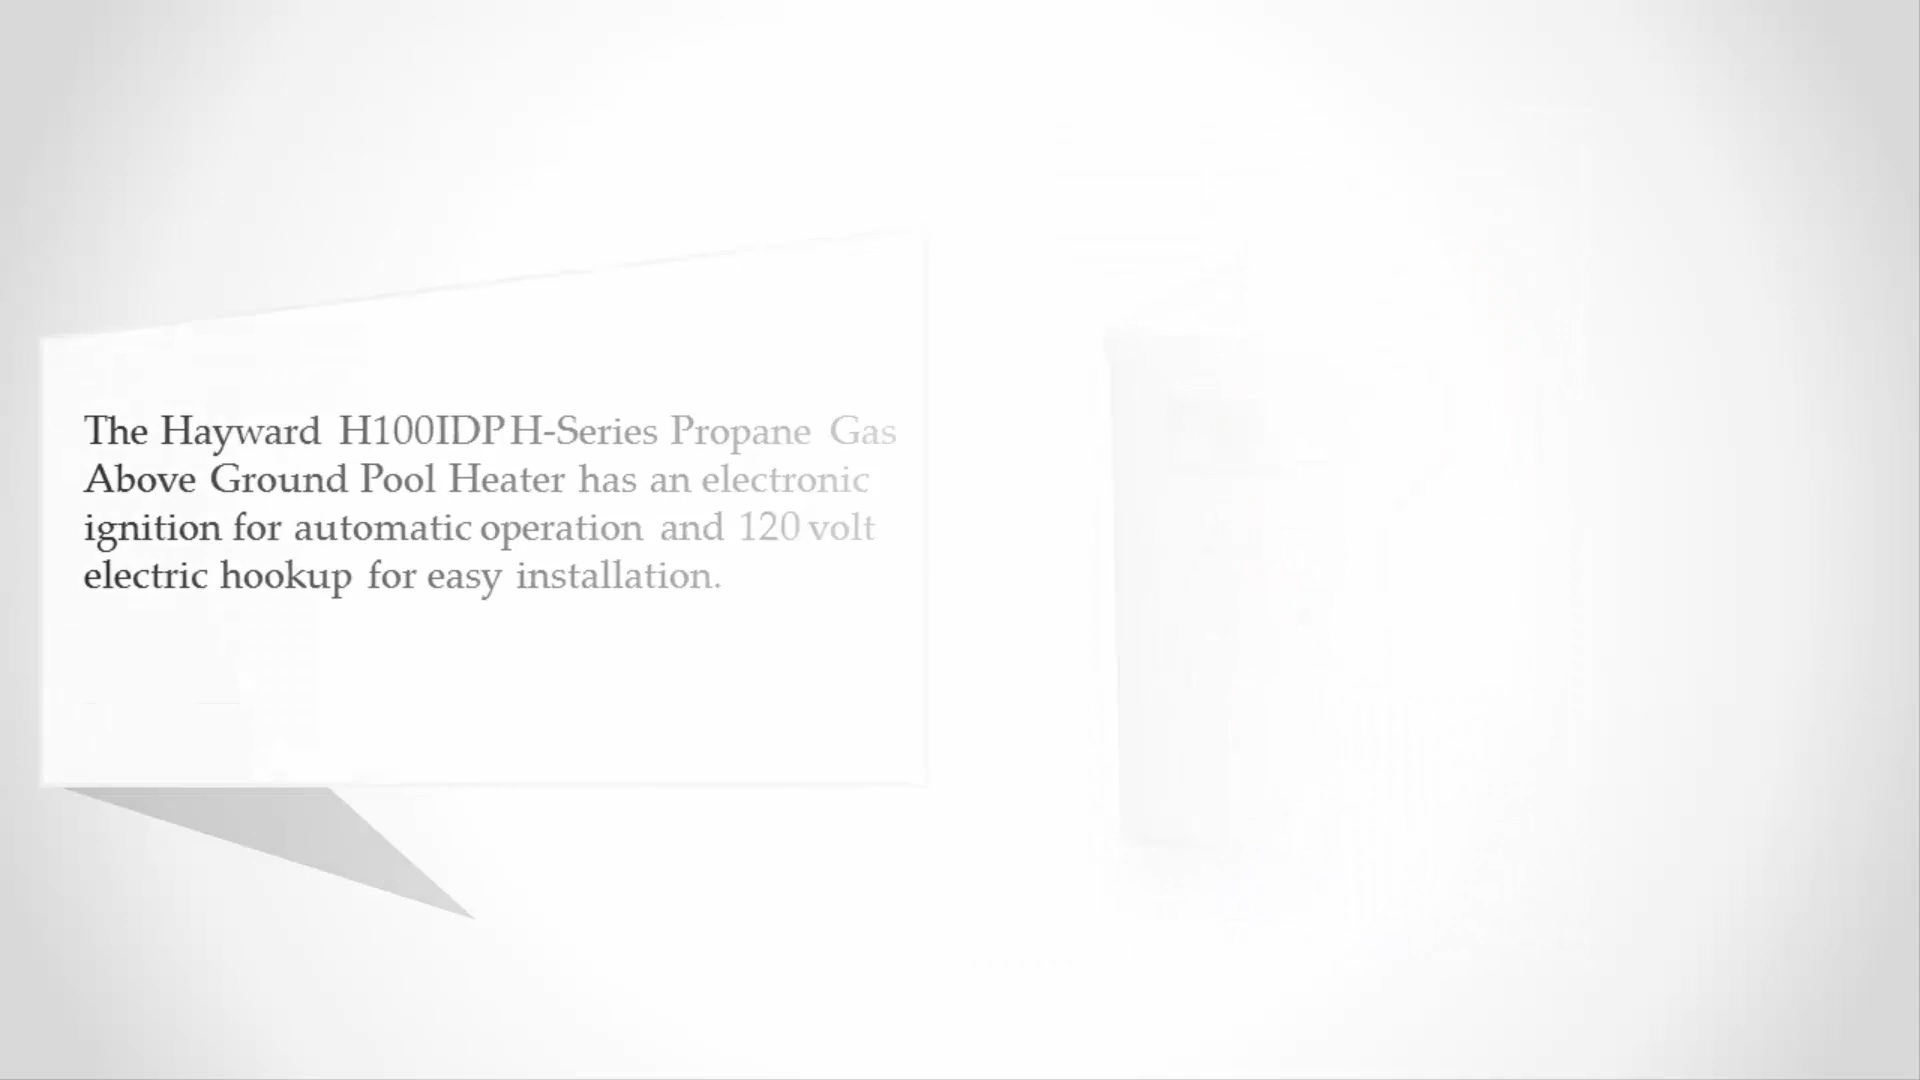 The Hayward H100IDP H-Series Propane Gas
Above Ground Pool Heater has an electronic
ignition for automatic operation and 120 volt
electric hookup for easy installation.